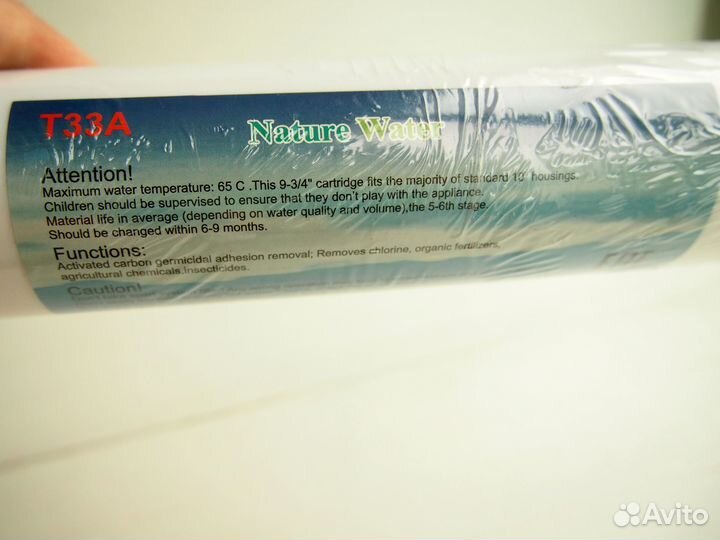 T33A
Nature Water
Attention!
Maximum water temperature: 65 C .This 9-3/4" cartridge fits the majority of standard 10" housings.
Children should be supervised to ensure that they don't play with the appliance.
Material life in average (depending on water quality and volume),the 5-6th stage.
Should be changed within 6-9 months.
Functions:
Activated carbon germicidal adhesion removal; Removes chlorine, organic fertilizers,
agricultural chemicals,insecticides.
Caution!
Avito